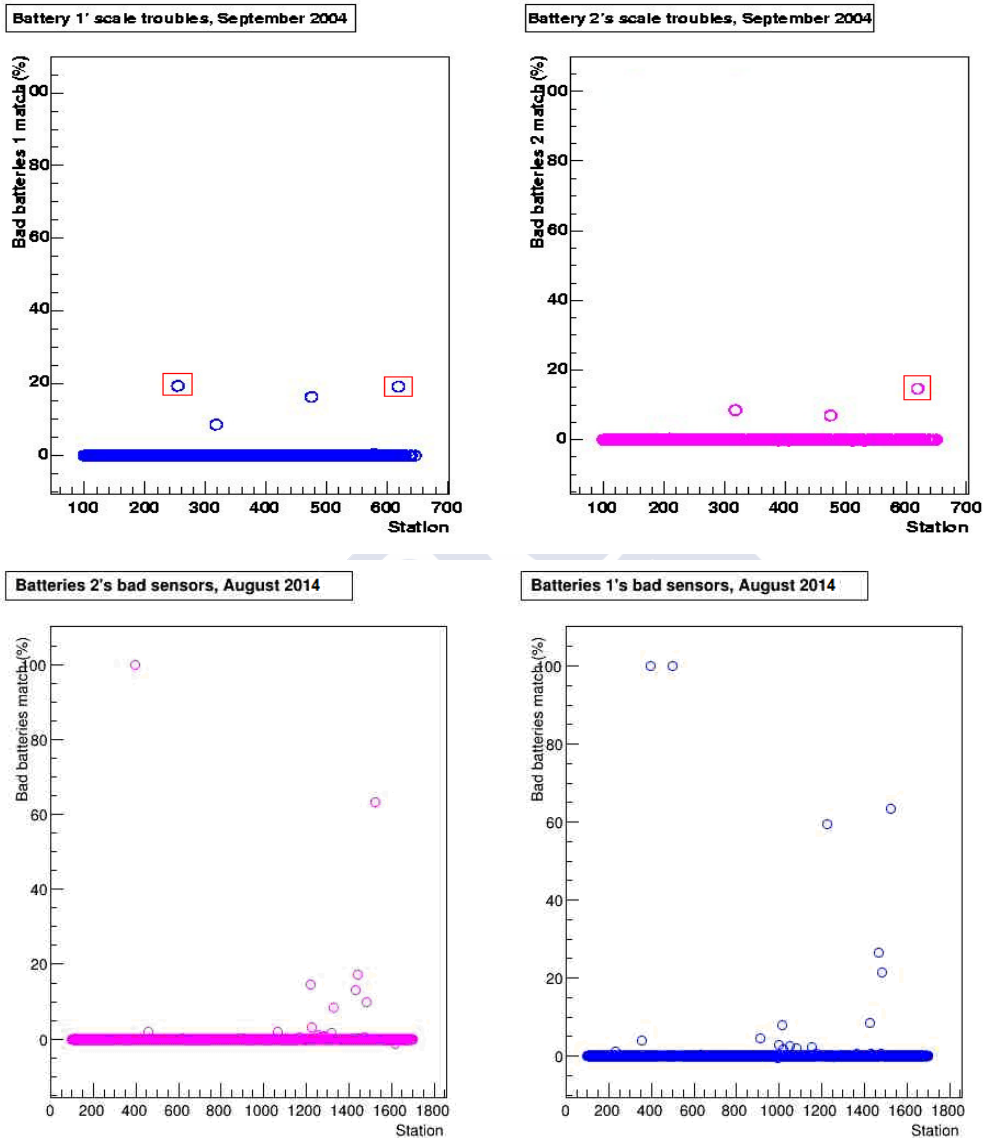 Battery 1' scale troubles, September 2004
Bad batteries 1 match (%)
100
80
60
40
20
0
100 200 300 400 500 600 700
Station
Battery 2's scale troubles, September 2004
Bad batteries 2 match (%)
100
80
60
40
20
0
100 200 300 400 500 600 700
Station
Batteries 2's bad sensors, August 2014
Bad batteries match (%)
100
80
60
40
20
0
0 200 400 600 800 1000 1200 1400 1600 1800
Station
Batteries 1's bad sensors, August 2014
Bad batteries match (%)
100
80
60
40
20
0
0 200 400 600 800 1000 1200 1400 1600 1800
Station